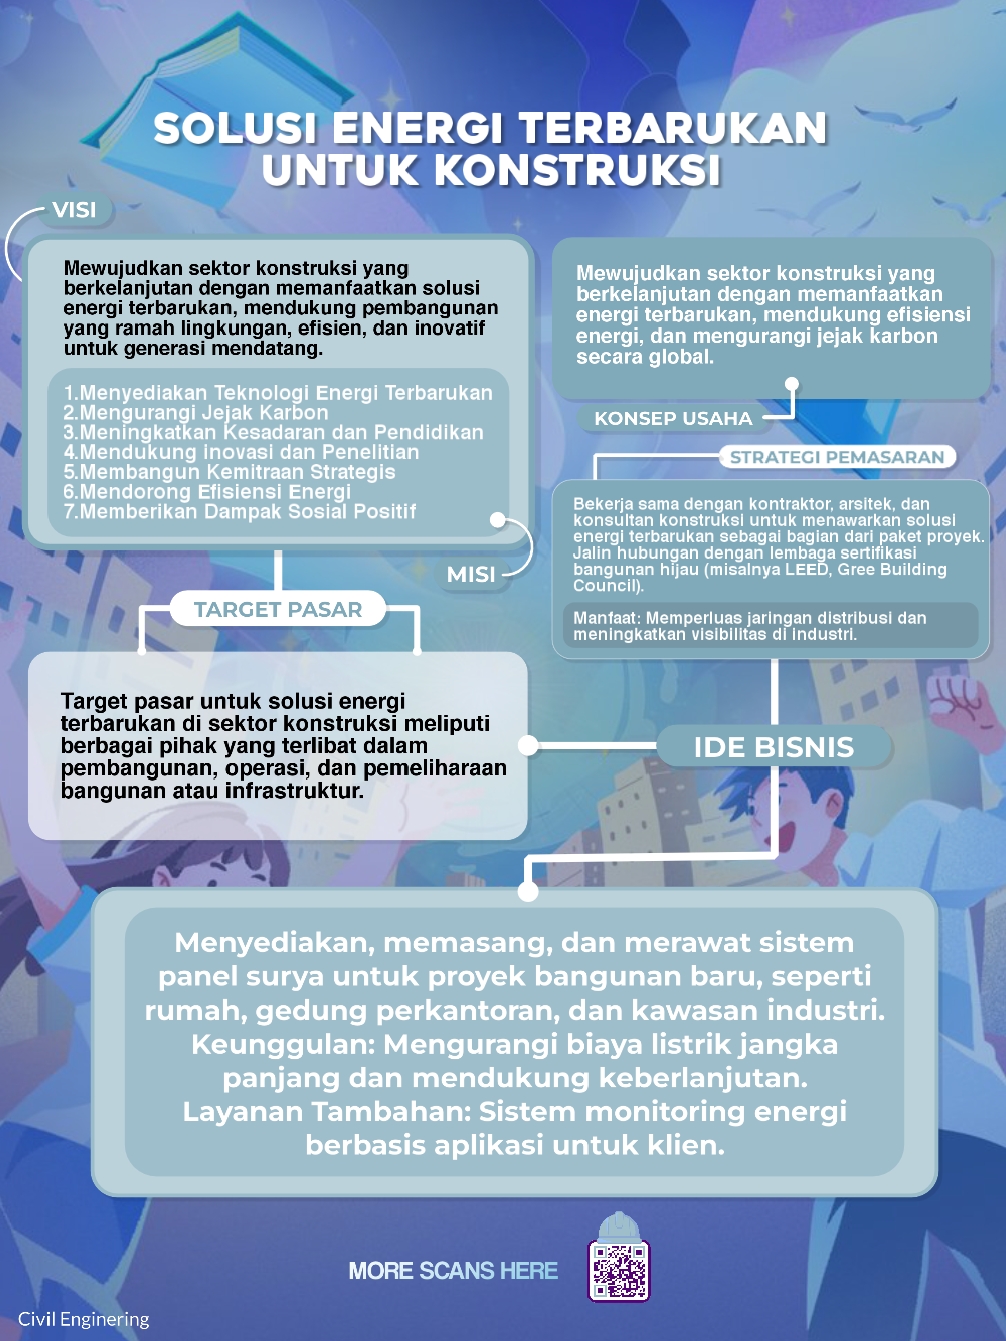 SOLUSI ENERGI TERBARUKAN
UNTUK KONSTRUKSI
VISI
Mewujudkan sektor konstruksi yang
berkelanjutan dengan memanfaatkan solusi
energi terbarukan, mendukung pembangunan
yang ramah lingkungan, efisien, dan inovatif
untuk generasi mendatang.
1.Menyediakan Teknologi Energi Terbarukan
2.Mengurangi Jejak Karbon
3.Meningkatkan Kesadaran dan Pendidikan
4.Mendukung inovasi dan Penelitian
5.Membangun Kemitraan Strategis
6.Mendorong Efisiensi Energi
7.Memberikan Dampak Sosial Positif
MISI
Mewujudkan sektor konstruksi yang
berkelanjutan dengan memanfaatkan
energi terbarukan, mendukung efisiensi
energi, dan mengurangi jejak karbon
secara global.
KONSEP USAHA
STRATEGI PEMASARAN
Bekerja sama dengan kontraktor, arsitek, dan
konsultan konstruksi untuk menawarkan solusi
energi terbarukan sebagai bagian dari paket proyek.
Jalin hubungan dengan lembaga sertifikasi
bangunan hijau (misalnya LEED, Gree Building
Council).
Manfaat: Memperluas jaringan distribusi dan
meningkatkan visibilitas di industri.
TARGET PASAR
Target pasar untuk solusi energi
terbarukan di sektor konstruksi meliputi
berbagai pihak yang terlibat dalam
pembangunan, operasi, dan pemeliharaan
bangunan atau infrastruktur.
IDE BISNIS
Menyediakan, memasang, dan merawat sistem
panel surya untuk proyek bangunan baru, seperti
rumah, gedung perkantoran, dan kawasan industri.
Keunggulan: Mengurangi biaya listrik jangka
panjang dan mendukung keberlanjutan.
Layanan Tambahan: Sistem monitoring energi
berbasis aplikasi untuk klien.
MORE SCANS HERE
Civil Enginering